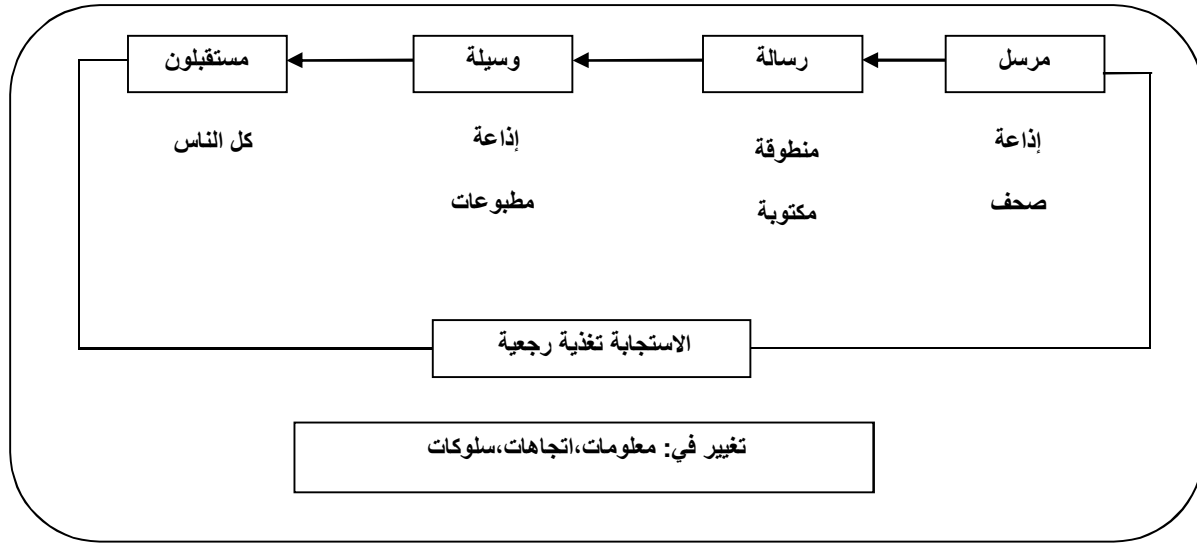 مرسل
رسالة
وسيلة
مستقبلون
إذاعة
منطوقة
إذاعة
كل الناس
صحف
مكتوبة
مطبوعات
الاستجابة تغذية رجعية
تغيير في: معلومات،اتجاهات،سلوكات